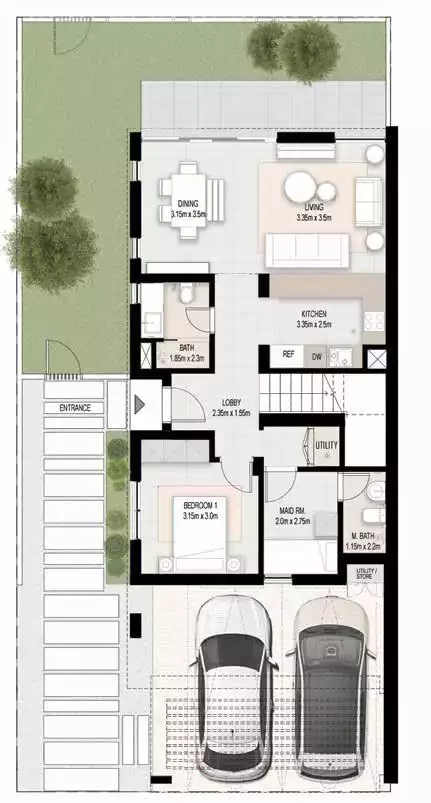 DINING
3.15m x 3.5m
LIVING
3.35m x 3.5m
KITCHEN
3.35m x 2.5m
BATH
1.85m x 2.3m
REF
DW
LOBBY
2.35m x 1.55m
ENTRANCE
UTILITY
BEDROOM 1
3.15m x 3.0m
MAID RM.
2.0m x 2.75m
M. BATH
1.15m x 2.2m
UTILITY /
STORE